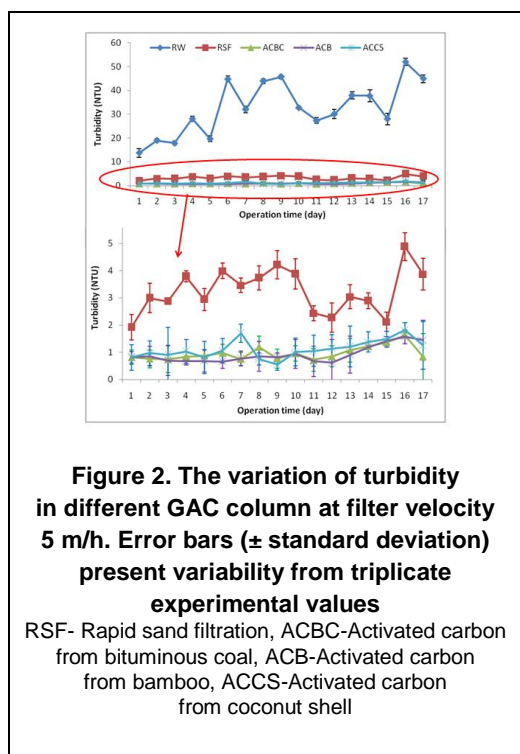 RW RSF ACBC ACB ACCS
60
50
40
30
20
10
0
Turbidity (NTU)
1 2 3 4 5 6 7 8 9 10 11 12 13 14 15 16 17
Operation time (day)
5
4
3
2
1
0
Turbidity (NTU)
1 2 3 4 5 6 7 8 9 10 11 12 13 14 15 16 17
Operation time (day)
Figure 2. The variation of turbidity
in different GAC column at filter velocity
5 m/h. Error bars (± standard deviation)
present variability from triplicate
experimental values
RSF- Rapid sand filtration, ACBC-Activated carbon
from bituminous coal, ACB-Activated carbon
from bamboo, ACCS-Activated carbon
from coconut shell